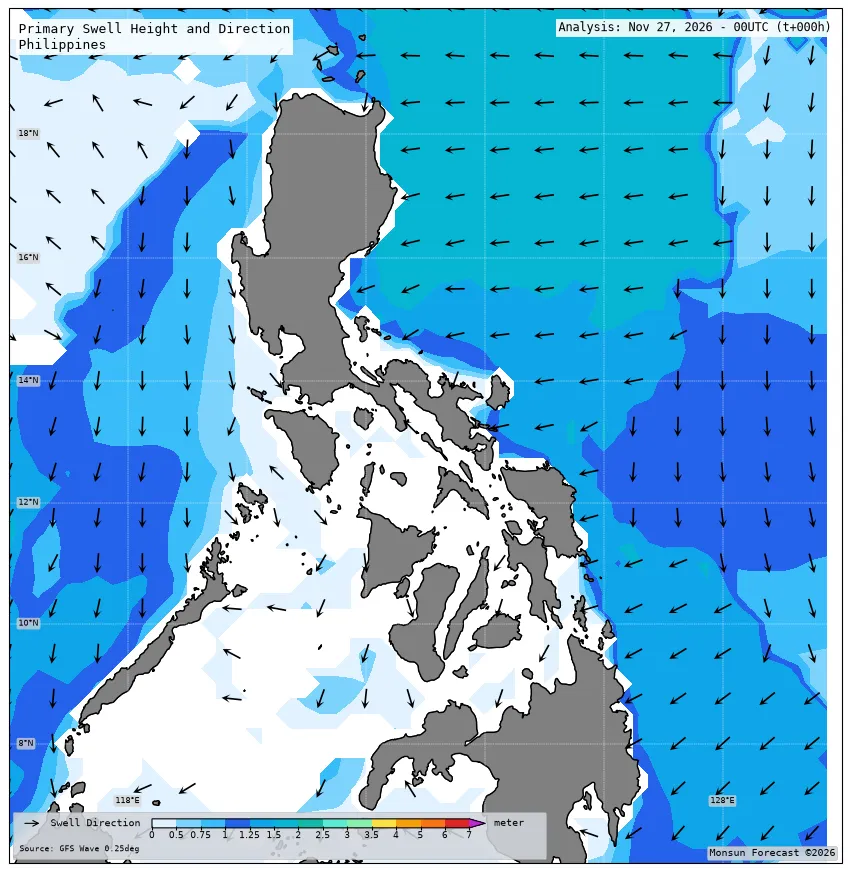 Primary Swell Height and Direction
Philippines
Analysis: Nov 27, 2026 - 00UTC (t+000h)
18°N
16°N
14°N
12°N
10°N
8°N
118°E
128°E
Swell Direction
0 0.5 0.75 1 1.25 1.5 2 2.5 3 3.5 4 5 6 7
meter
Source: GFS Wave 0.25deg
Monsun Forecast ©2026